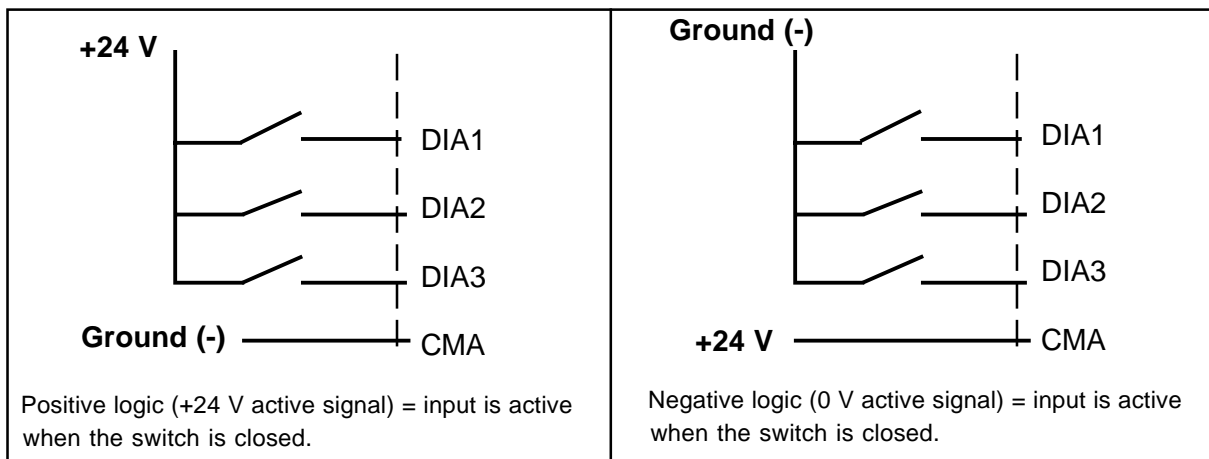 +24 V
DIA1
DIA2
DIA3
Ground (-)
CMA
Positive logic (+24 V active signal) = input is active
when the switch is closed.
Ground (-)
DIA1
DIA2
DIA3
+24 V
CMA
Negative logic (0 V active signal) = input is active
when the switch is closed.